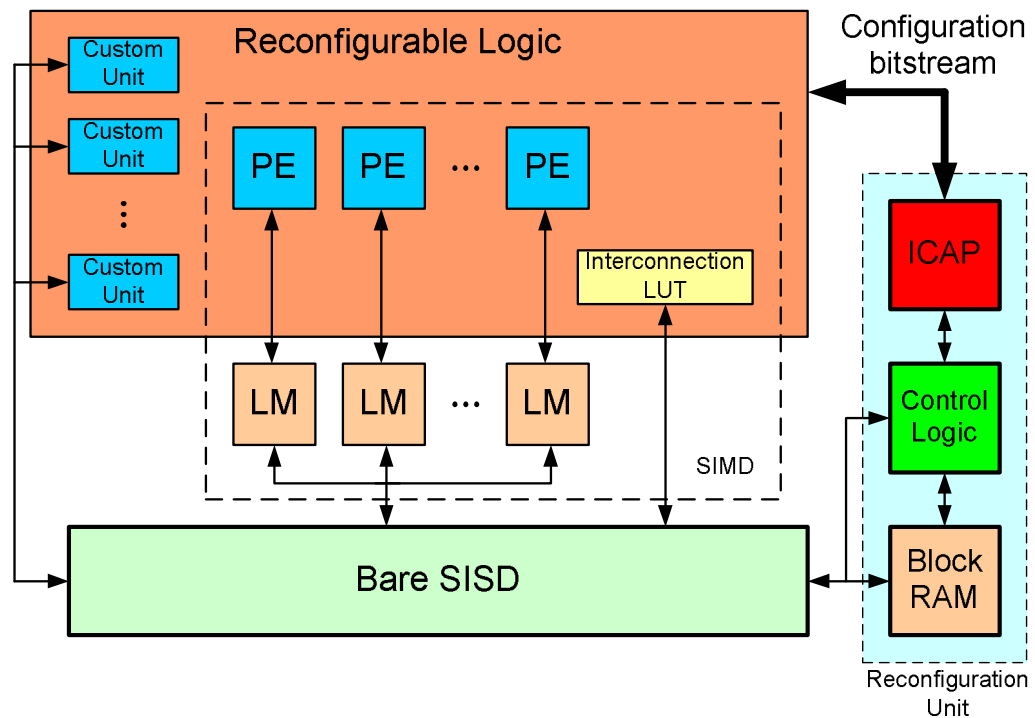 Reconfigurable Logic
Configuration
bitstream
Custom
Unit
Custom
Unit
...
Custom
Unit
PE
PE
...
PE
Interconnection
LUT
LM
LM
...
LM
SIMD
Bare SISD
ICAP
Control
Logic
Block
RAM
Reconfiguration
Unit